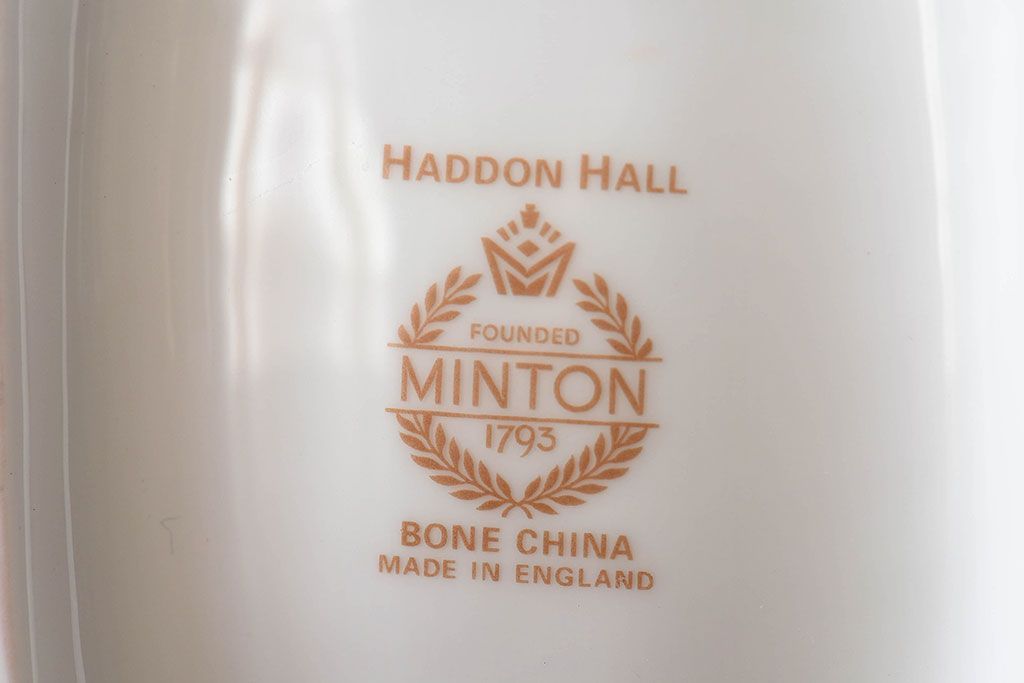 HADDON HALL
FOUNDED
MINTON
1793
BONE CHINA
MADE IN ENGLAND